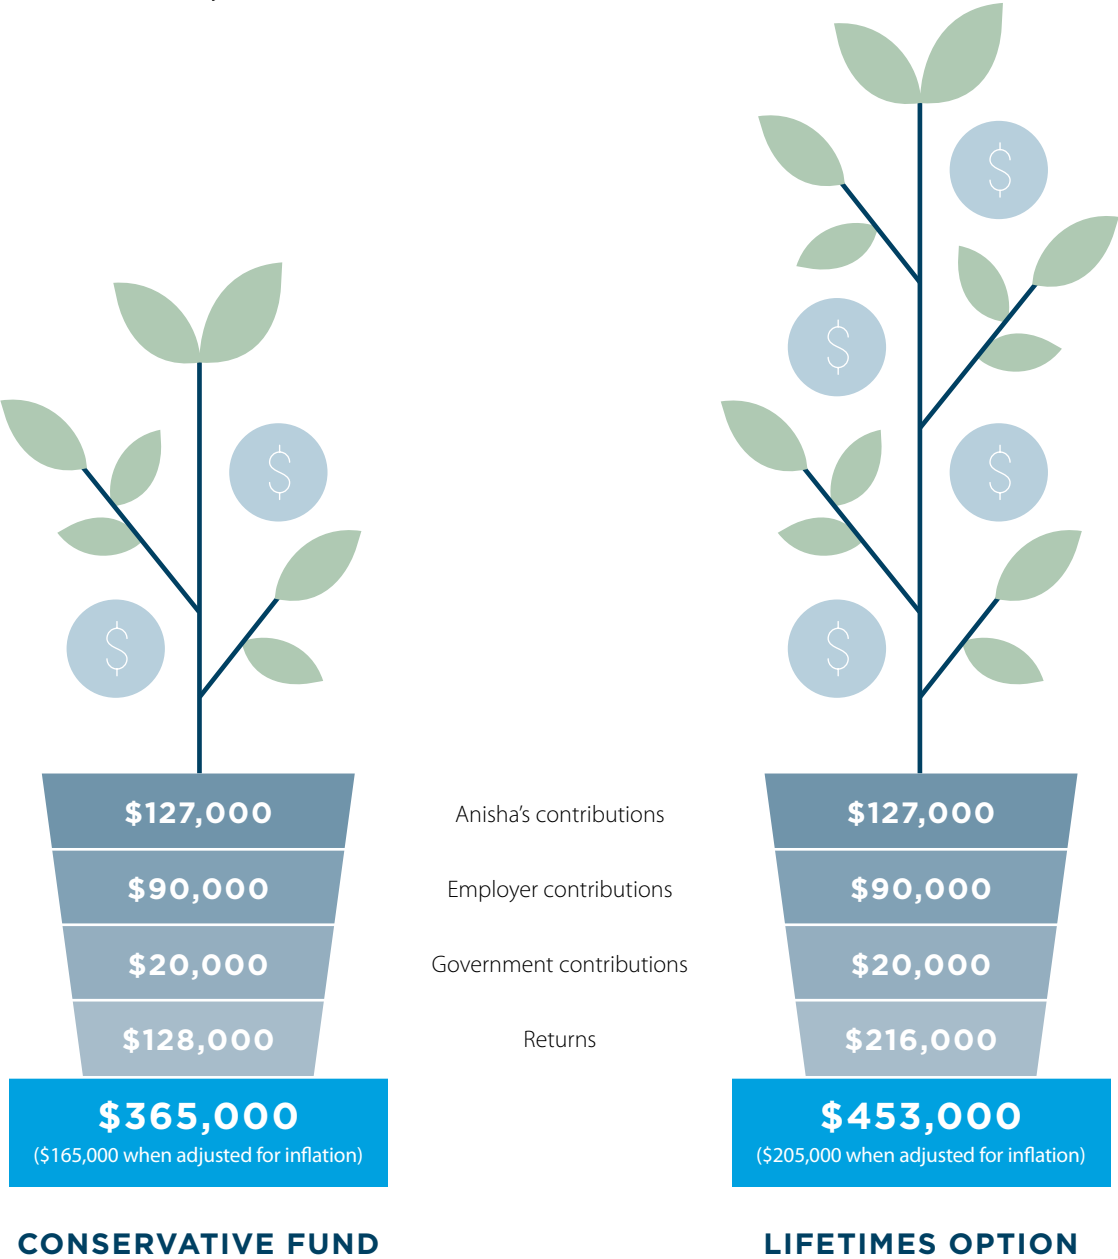 $
$
$
$
$
$
$127,000 Anisha's contributions $127,000
$90,000 Employer contributions $90,000
$20,000 Government contributions $20,000
$128,000 Returns $216,000
$365,000 $453,000
($165,000 when adjusted for inflation) ($205,000 when adjusted for inflation)
CONSERVATIVE FUND LIFETIMES OPTION